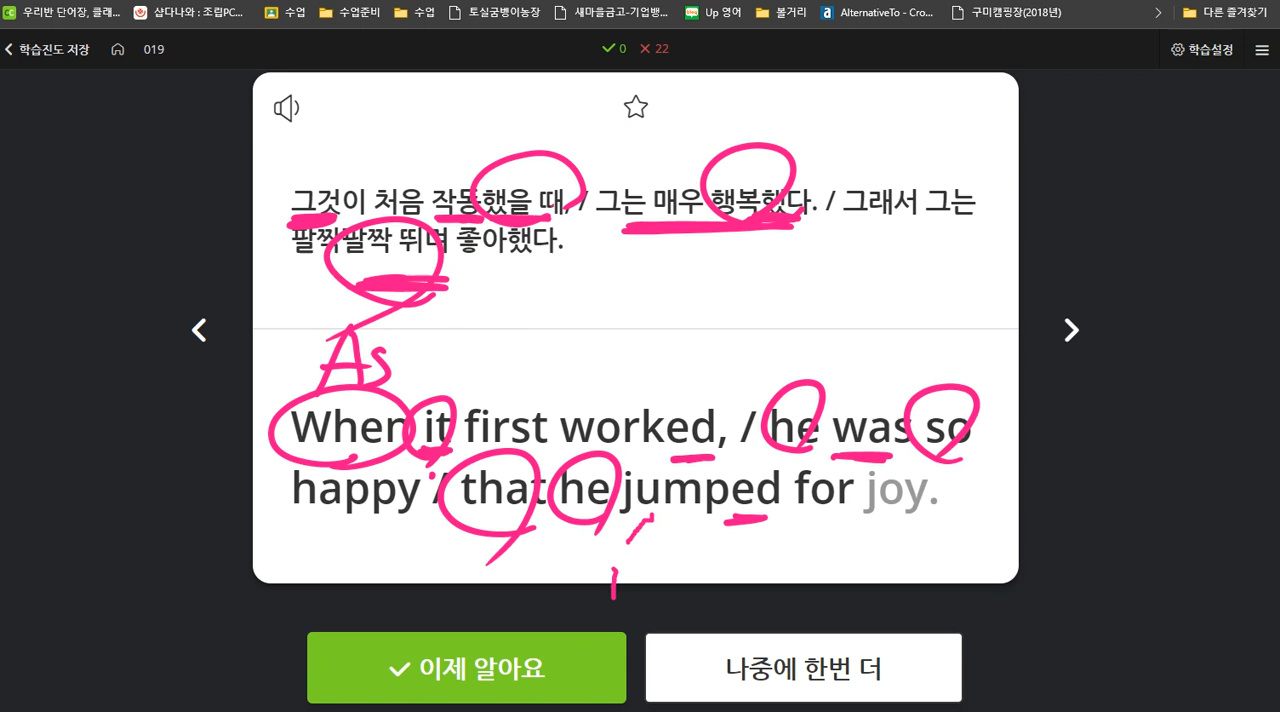 우리반 단어장, 클래... 샵다나와 : 조립PC... 수업 수업준비 수업 토실궁뱅이농장 새마을금고-기업뱅... Up 영어 볼거리 AlternativeTo - Cro... 구미캠핑장(2018년) 다른 즐겨찾기
학습진도 저장 019 0 22 학습설정
그것이 처음 작동했을 때, / 그는 매우 행복했다. / 그래서 그는
팔짝팔짝 뛰며 좋아했다.
As
When it first worked, / he was so
happy / that he jumped for joy.
이제 알아요 나중에 한번 더